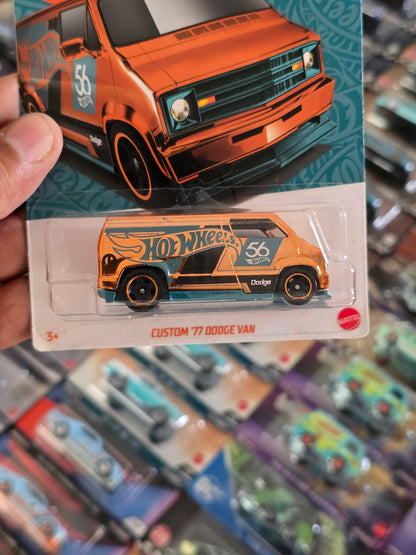 56
Dodge
HOT WHEELS
56
Dodge
3+
CUSTOM '77 DODGE VAN
MATTEL